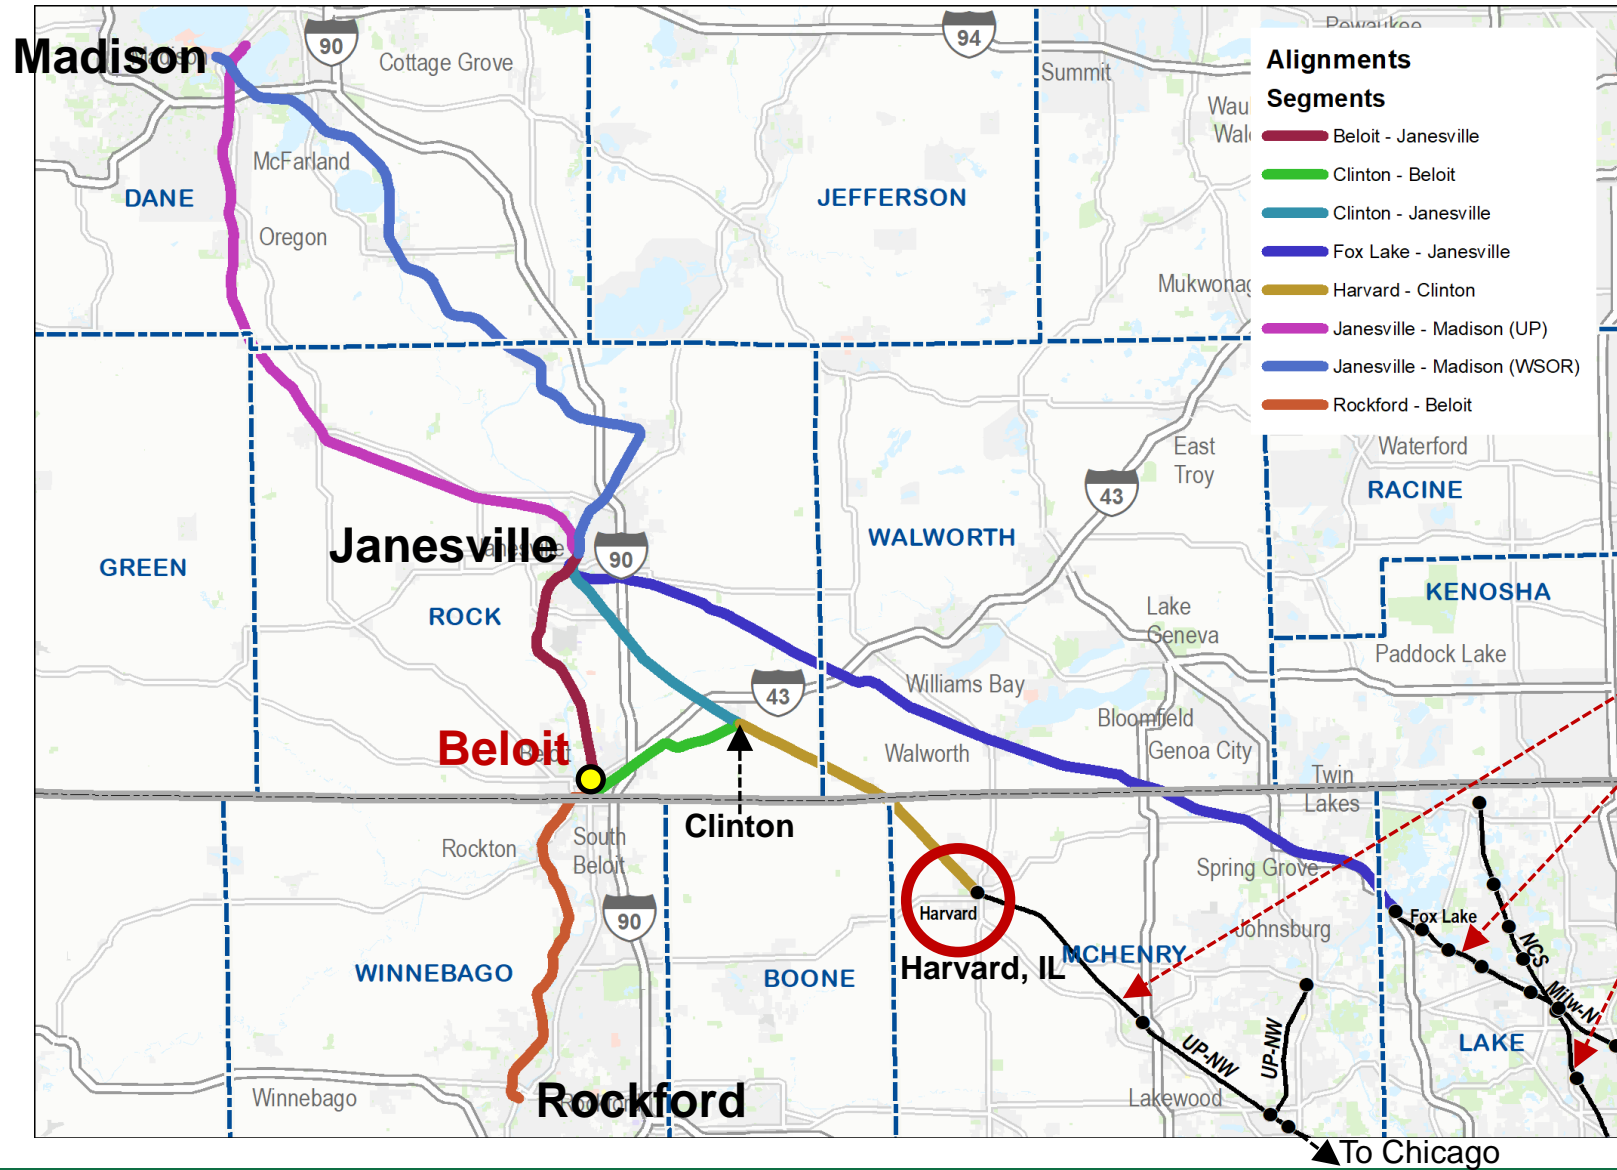 Madison
Madison
90
Cottage Grove
94
Summit
Pewaukee
Alignments
Segments
Beloit - Janesville
Clinton - Beloit
Clinton - Janesville
Fox Lake - Janesville
Harvard - Clinton
Janesville - Madison (UP)
Janesville - Madison (WSOR)
Rockford - Beloit
McFarland
DANE
Oregon
JEFFERSON
Mukwonag
East
Troy
Waterford
43
RACINE
WALWORTH
Janesville
Janesville
90
GREEN
ROCK
KENOSHA
Lake
Geneva
Paddock Lake
43
Williams Bay
Bloomfield
Beloit
Beloit
Walworth
Genoa City
Twin
Lakes
Clinton
Rockton
South
Beloit
Spring Grove
90
Harvard
Fox Lake
Johnsburg
NCS
MCHENRY
Harvard, IL
WINNEBAGO
BOONE
Milw-N
LAKE
UP-NW
UP-NW
Winnebago
Rockford
Lakewood
To Chicago